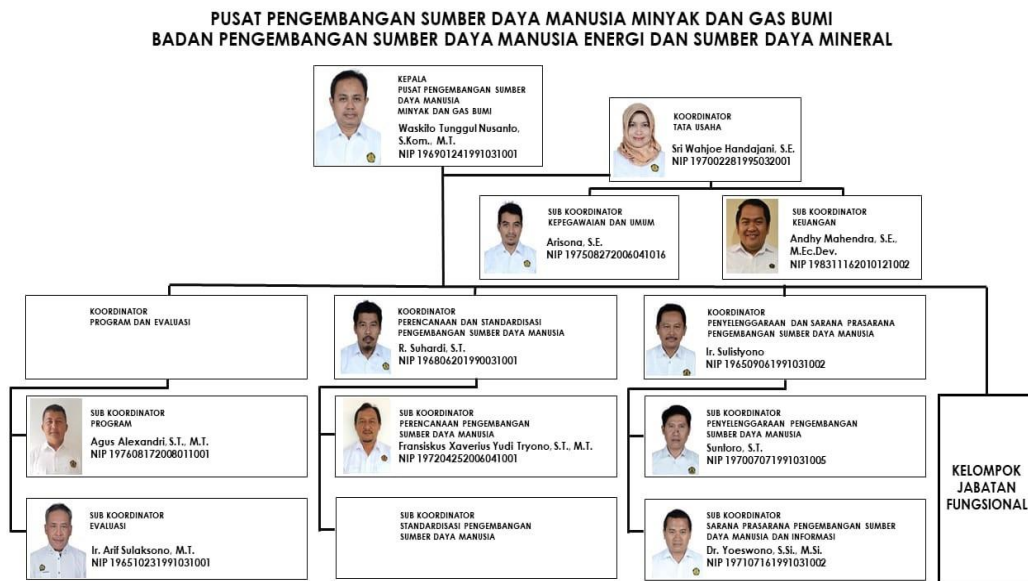 PUSAT PENGEMBANGAN SUMBER DAYA MANUSIA MINYAK DAN GAS BUMI
BADAN PENGEMBANGAN SUMBER DAYA MANUSIA ENERGI DAN SUMBER DAYA MINERAL
KEPALA
PUSAT PENGEMBANGAN SUMBER
DAYA MANUSIA
MINYAK DAN GAS BUMI
Waskito Tunggul Nusanto,
S.Kom., M.T.
NIP 196901241991031001
KOORDINATOR
TATA USAHA
Sri Wahjoe Handajani, S.E.
NIP 197002281995032001
SUB KOORDINATOR
KEPEGAWAIAN DAN UMUM
Arisona, S.E.
NIP 197508272006041016
SUB KOORDINATOR
KEUANGAN
Andhy Mahendra, S.E.,
M.Ec.Dev.
NIP 198311162010121002
KOORDINATOR
PROGRAM DAN EVALUASI
KOORDINATOR
PERENCANAAN DAN STANDARDISASI
PENGEMBANGAN SUMBER DAYA MANUSIA
R. Suhardi, S.T.
NIP 196806201990031001
KOORDINATOR
PENYELENGGARAAN DAN SARANA PRASARANA
PENGEMBANGAN SUMBER DAYA MANUSIA
Ir. Sulistyono
NIP 196509061991031002
SUB KOORDINATOR
PROGRAM
Agus Alexandri, S.T., M.T.
NIP 197608172008011001
SUB KOORDINATOR
PERENCANAAN PENGEMBANGAN
SUMBER DAYA MANUSIA
Fransiskus Xaverius Yudi Tryono, S.T., M.T.
NIP 197204252006041001
SUB KOORDINATOR
PENYELENGGARAAN PENGEMBANGAN
SUMBER DAYA MANUSIA
Suntoro, S.T.
NIP 197007071991031005
KELOMPOK
JABATAN
FUNGSIONAL
SUB KOORDINATOR
EVALUASI
Ir. Arif Sulaksono, M.T.
NIP 196510231991031001
SUB KOORDINATOR
STANDARDISASI PENGEMBANGAN
SUMBER DAYA MANUSIA
SUB KOORDINATOR
SARANA PRASARANA PENGEMBANGAN SUMBER
DAYA MANUSIA DAN INFORMASI
Dr. Yoeswono, S.Si., M.Si.
NIP 197107161991031002